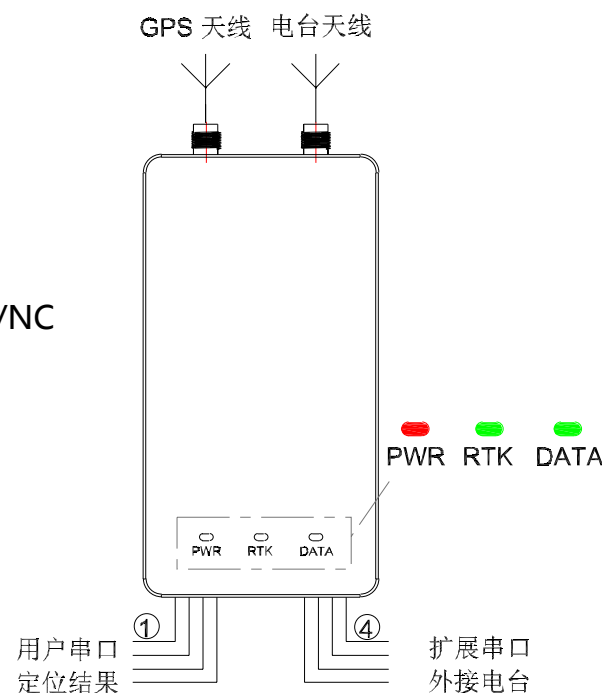 GPS 天线 电台天线
/NC
PWR RTK DATA
PWR RTK DATA
① ④
用户串口 扩展串口
定位结果 外接电台